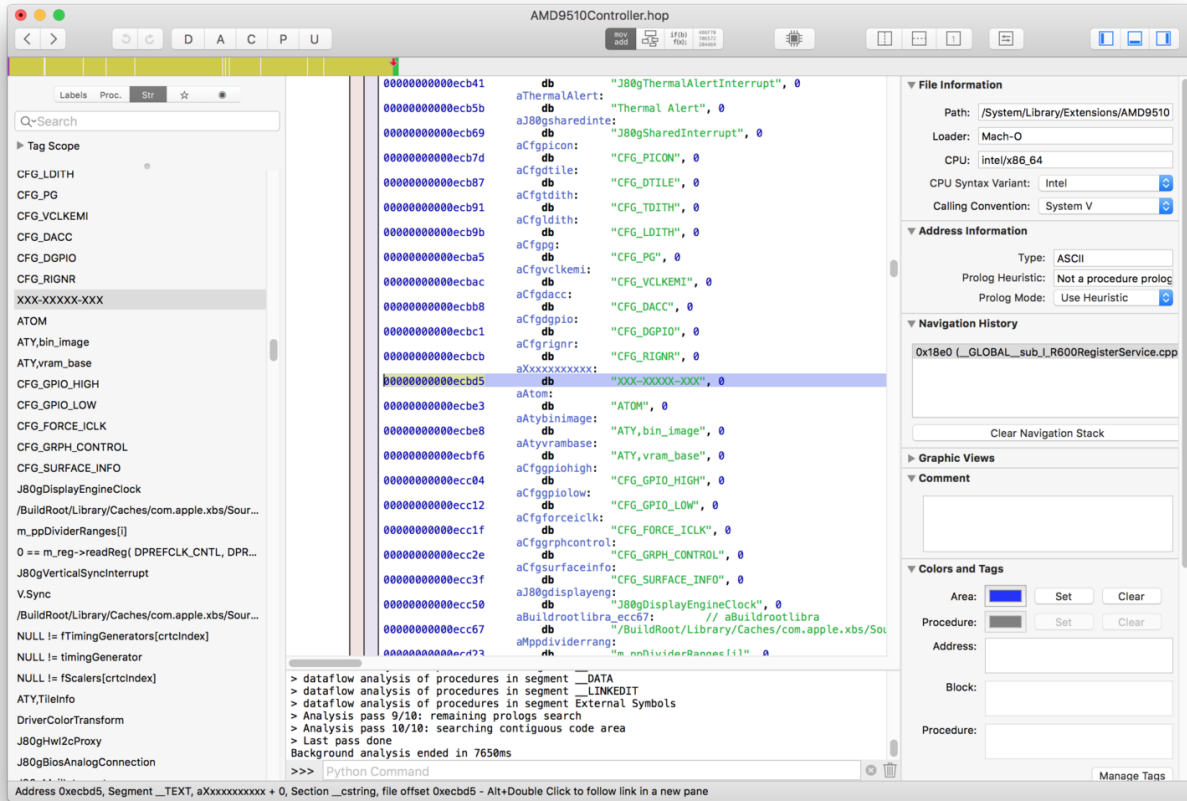 AMD9510Controller.hop
D A C P U
mov add if(b) f(x);
Labels Proc. Str
Search
Tag Scope
CFG_LDITH
CFG_PG
CFG_VCLKEMI
CFG_DACC
CFG_DGPIO
CFG_RIGNR
XXX-XXXXX-XXX
ATOM
ATY,bin_image
ATY,vram_base
CFG_GPIO_HIGH
CFG_GPIO_LOW
CFG_FORCE_ICLK
CFG_GRPH_CONTROL
CFG_SURFACE_INFO
J80gDisplayEngineClock
/BuildRoot/Library/Caches/com.apple.xbs/Sour...
m_ppDividerRanges[i]
0 == m_reg->readReg( DPREFCLK_CNTL, DPR...
J80gVerticalSyncInterrupt
V.Sync
/BuildRoot/Library/Caches/com.apple.xbs/Sour...
NULL != fTimingGenerators[crtcIndex]
NULL != timingGenerator
NULL != fScalers[crtcIndex]
ATY,TileInfo
DriverColorTransform
J80gHwI2cProxy
J80gBiosAnalogConnection
00000000000ecb41 db "J80gThermalAlertInterrupt", 0
aThermalAlert:
00000000000ecb5b db "Thermal Alert", 0
aJ80gsharedinte:
00000000000ecb69 db "J80gSharedInterrupt", 0
aCfgpicon:
00000000000ecb7d db "CFG_PICON", 0
aCfgdtile:
00000000000ecb87 db "CFG_DTILE", 0
aCfgtdith:
00000000000ecb91 db "CFG_TDITH", 0
aCfgldith:
00000000000ecb9b db "CFG_LDITH", 0
aCfgpg:
00000000000ecba5 db "CFG_PG", 0
aCfgvclkemi:
00000000000ecbac db "CFG_VCLKEMI", 0
aCfgdacc:
00000000000ecbb8 db "CFG_DACC", 0
aCfgdgpio:
00000000000ecbc1 db "CFG_DGPIO", 0
aCfgrignr:
00000000000ecbcb db "CFG_RIGNR", 0
aXxxxxxxxxxx:
00000000000ecbd5 db "XXX-XXXXX-XXX", 0
aAtom:
00000000000ecbe3 db "ATOM", 0
aAtybinimage:
00000000000ecbe8 db "ATY,bin_image", 0
aAtyvrambase:
00000000000ecbf6 db "ATY,vram_base", 0
aCfggpiohigh:
00000000000ecc04 db "CFG_GPIO_HIGH", 0
aCfggpiolow:
00000000000ecc12 db "CFG_GPIO_LOW", 0
aCfgforceiclk:
00000000000ecc1f db "CFG_FORCE_ICLK", 0
aCfggrphcontrol:
00000000000ecc2e db "CFG_GRPH_CONTROL", 0
aCfgsurfaceinfo:
00000000000ecc3f db "CFG_SURFACE_INFO", 0
aJ80gdisplayeng:
00000000000ecc50 db "J80gDisplayEngineClock", 0
aBuildrootlibra_ecc67: // aBuildrootlibra
00000000000ecc67 db "/BuildRoot/Library/Caches/com.apple.xbs/Sou
aMppdividerrang:
00000000000ecd23 db "m_ppDividerRanges[i]", 0
> dataflow analysis of procedures in segment __DATA
> dataflow analysis of procedures in segment __LINKEDIT
> dataflow analysis of procedures in segment External Symbols
> Analysis pass 9/10: remaining prologs search
> Analysis pass 10/10: searching contiguous code area
> Last pass done
Background analysis ended in 7650ms
>>> Python Command
File Information
Path: /System/Library/Extensions/AMD9510
Loader: Mach-O
CPU: intel/x86_64
CPU Syntax Variant: Intel
Calling Convention: System V
Address Information
Type: ASCII
Prolog Heuristic: Not a procedure prolog
Prolog Mode: Use Heuristic
Navigation History
0x18e0 (__GLOBAL__sub_I_R600RegisterService.cpp
Clear Navigation Stack
Graphic Views
Comment
Colors and Tags
Area: Set Clear
Procedure: Set Clear
Address:
Block:
Procedure:
Manage Tags
Address 0xecbd5, Segment __TEXT, aXxxxxxxxxxx + 0, Section __cstring, file offset 0xecbd5 - Alt+Double Click to follow link in a new pane